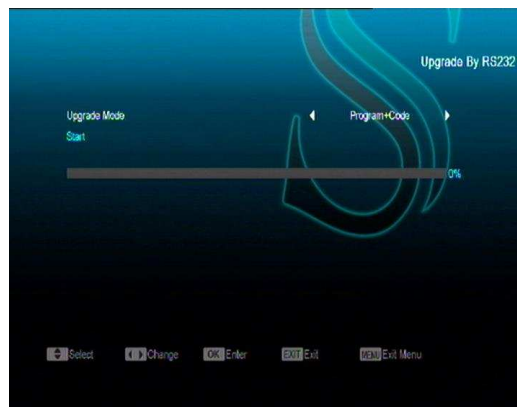 Upgrade By RS232
Upgrade Mode Program+Code
Start
0%
Select Change OK Enter EXIT Exit MENU Exit Menu